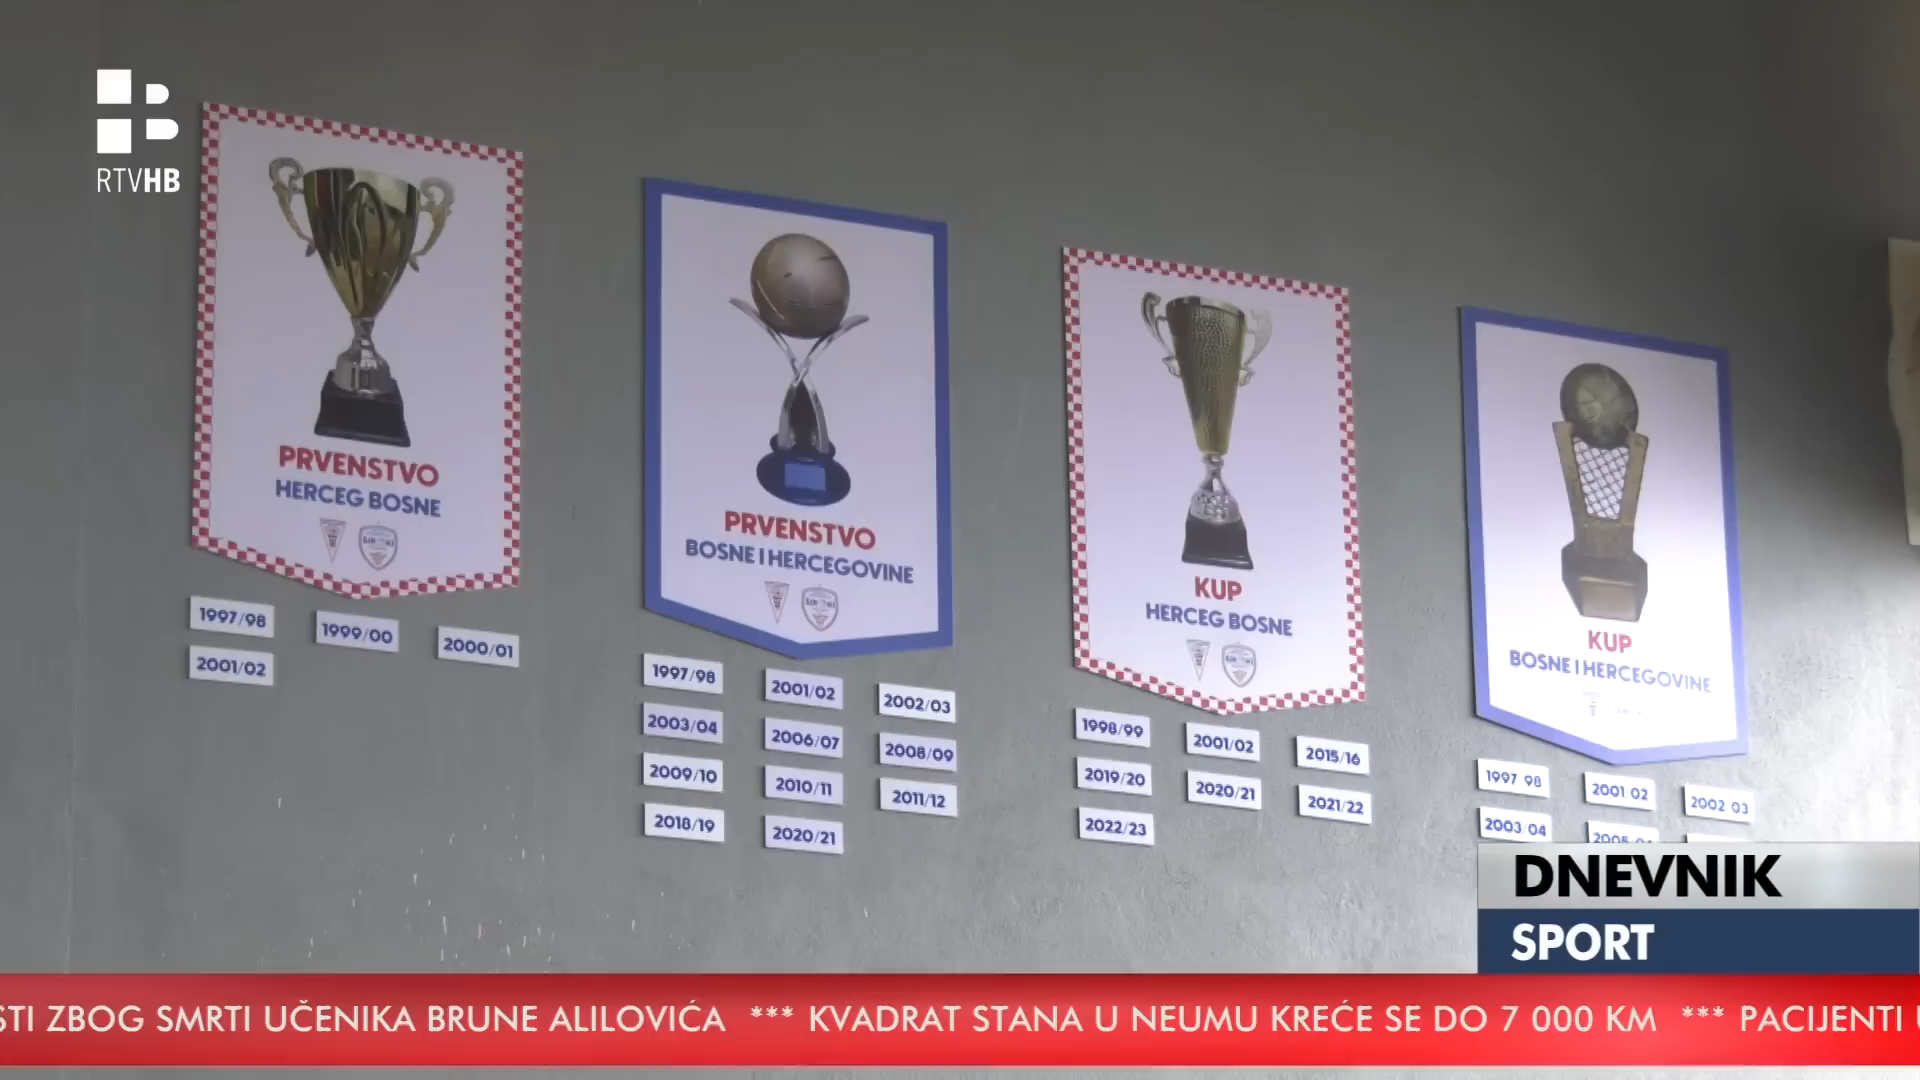 RTVHB
PRVENSTVO
HERCEG BOSNE
1997/98
1999/00
2000/01
2001/02
PRVENSTVO
BOSNE I HERCEGOVINE
1997/98
2001/02
2002/03
2003/04
2006/07
2008/09
2009/10
2010/11
2011/12
2018/19
2020/21
KUP
HERCEG BOSNE
1998/99
2001/02
2015/16
2019/20
2020/21
2021/22
2022/23
KUP
BOSNE I HERCEGOVINE
1997 98
2001 02
2002 03
2003 04
DNEVNIK
SPORT
STI ZBOG SMRTI UČENIKA BRUNE ALILOVIĆA *** KVADRAT STANA U NEUMU KREĆE SE DO 7 000 KM *** PACIJENTI